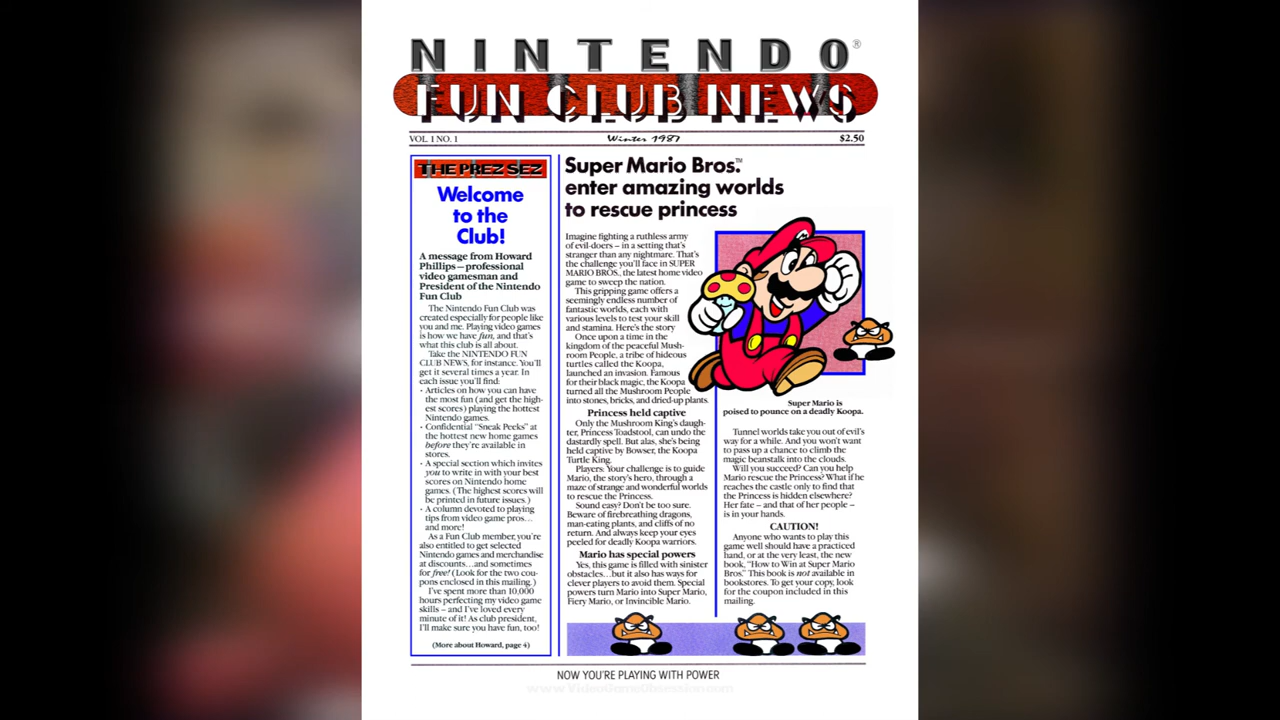 NINTENDO®
FUN CLUB NEWS
VOL 1 NO. 1 Winter 1987 $2.50
THE PREZ SEZ
Welcome
to the
Club!
A message from Howard
Phillips – professional
video gamesman and
President of the Nintendo
Fun Club
The Nintendo Fun Club was
created especially for people like
you and me. Playing video games
is how we have fun, and that's
what this club is all about.
Take the NINTENDO FUN
CLUB NEWS, for instance. You'll
get it several times a year. In
each issue you'll find:
· Articles on how you can have
the most fun (and get the high-
est scores) playing the hottest
Nintendo games.
· Confidential "Sneak Peeks" at
the hottest new home games
before they're available in
stores.
· A special section which invites
you to write in with your best
scores on Nintendo home
games. (The highest scores will
be printed in future issues.)
· A column devoted to playing
tips from video game pros...
and more!
As a Fun Club member, you're
also entitled to get selected
Nintendo games and merchandise
at discounts...and sometimes
for free! (Look for the two cou-
pons enclosed in this mailing.)
I've spent more than 10,000
hours perfecting my video game
skills – and I've loved every
minute of it! As club president,
I'll make sure you have fun, too!
(More about Howard, page 4)
Super Mario Bros.™
enter amazing worlds
to rescue princess
Imagine fighting a ruthless army
of evil-doers – in a setting that's
stranger than any nightmare. That's
the challenge you'll face in SUPER
MARIO BROS., the latest home video
game to sweep the nation.
This gripping game offers a
seemingly endless number of
fantastic worlds, each with
various levels to test your skill
and stamina. Here's the story
Once upon a time in the
kingdom of the peaceful Mush-
room People, a tribe of hideous
turtles called the Koopa,
launched an invasion. Famous
for their black magic, the Koopa
turned all the Mushroom People
into stones, bricks, and dried-up plants.
Princess held captive
Only the Mushroom King's daugh-
ter, Princess Toadstool, can undo the
dastardly spell. But alas, she's being
held captive by Bowser, the Koopa
Turtle King.
Players: Your challenge is to guide
Mario, the story's hero, through a
maze of strange and wonderful worlds
to rescue the Princess.
Sound easy? Don't be too sure.
Beware of firebreathing dragons,
man-eating plants, and cliffs of no
return. And always keep your eyes
peeled for deadly Koopa warriors.
Mario has special powers
Yes, this game is filled with sinister
obstacles...but it also has ways for
clever players to avoid them. Special
powers turn Mario into Super Mario,
Fiery Mario, or Invincible Mario.
M
Super Mario is
poised to pounce on a deadly Koopa.
Tunnel worlds take you out of evil's
way for a while. And you won't want
to pass up a chance to climb the
magic beanstalk into the clouds.
Will you succeed? Can you help
Mario rescue the Princess? What if he
reaches the castle only to find that
the Princess is hidden elsewhere?
Her fate – and that of her people –
is in your hands.
CAUTION!
Anyone who wants to play this
game well should have a practiced
hand, or at the very least, the new
book, "How to Win at Super Mario
Bros." This book is not available in
bookstores. To get your copy, look
for the coupon included in this
mailing.
NOW YOU'RE PLAYING WITH POWER
www.VideoGameObsession.com